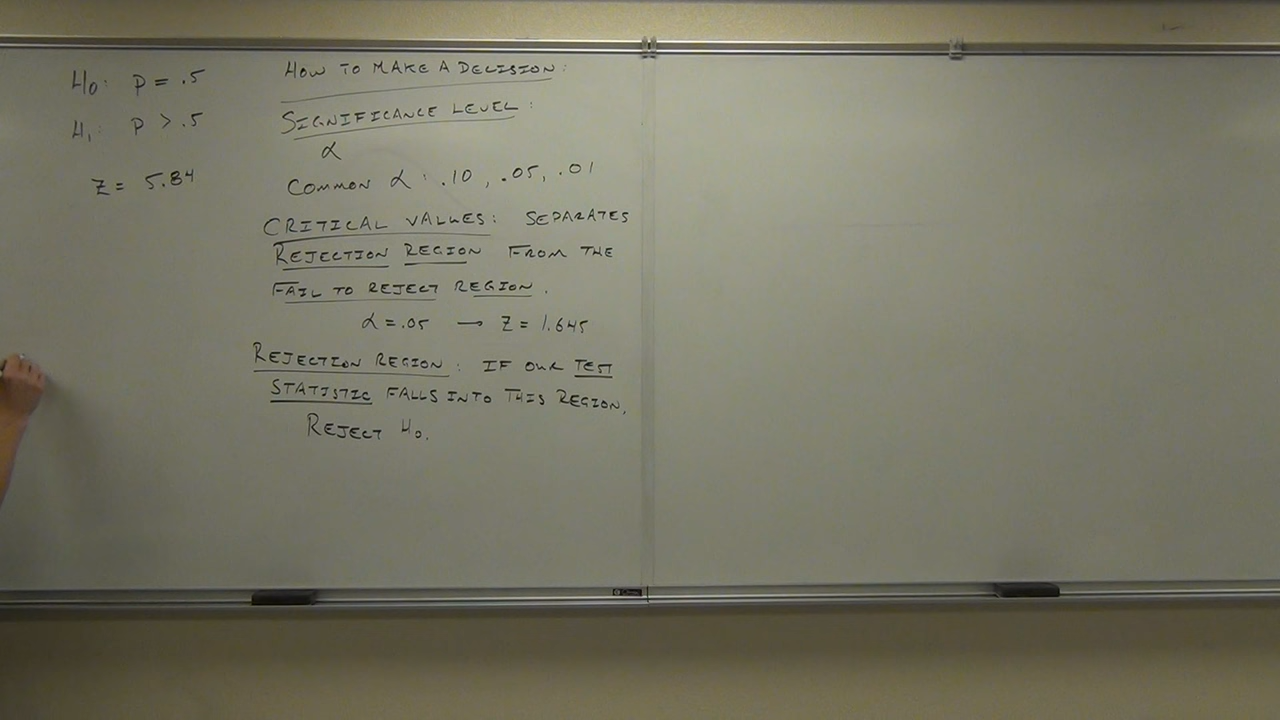 H₀: P = .5
H₁: P > .5
Z = 5.84
HOW TO MAKE A DECISION:
SIGNIFICANCE LEVEL:
α
COMMON α: .10, .05, .01
CRITICAL VALUES: SEPARATES
REJECTION REGION FROM THE
FAIL TO REJECT REGION.
α = .05 → Z = 1.645
REJECTION REGION: IF OUR TEST
STATISTIC FALLS INTO THIS REGION,
REJECT H₀.